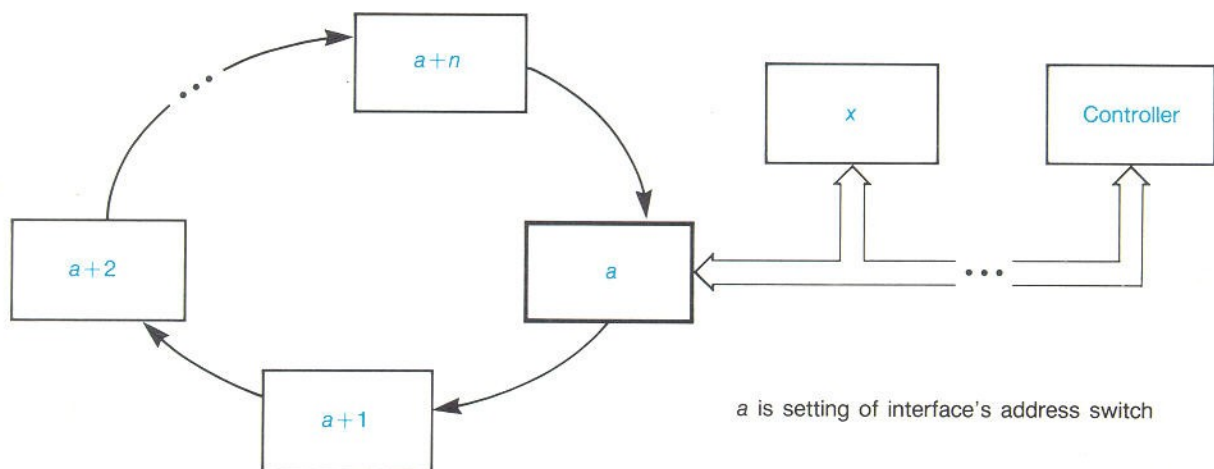 a+n
x
Controller
a+2
a
a+1
a is setting of interface's address switch